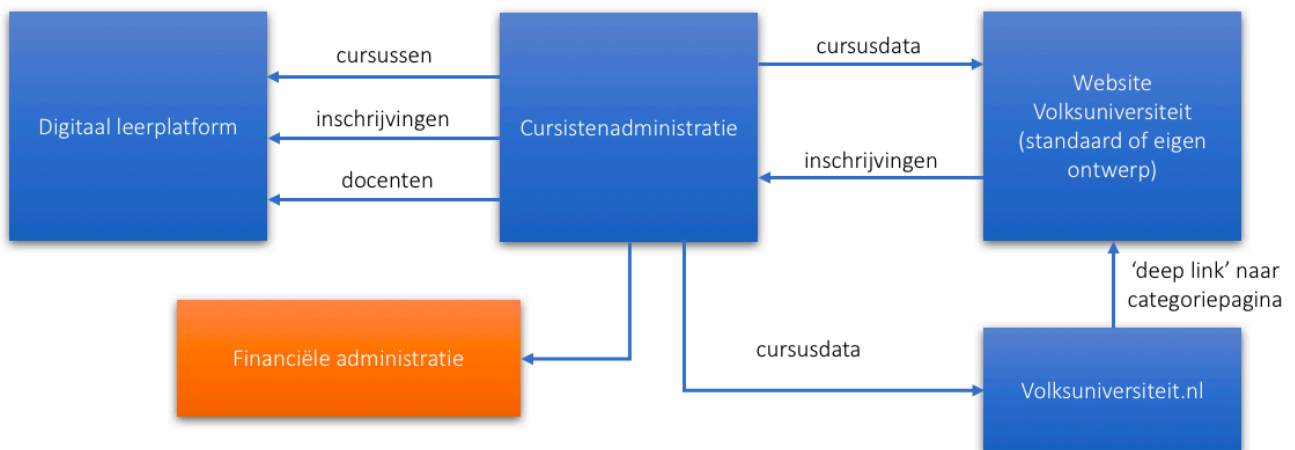 cursussen
inschrijvingen
docenten
Digitaal leerplatform
Cursistenadministratie
cursusdata
inschrijvingen
Website
Volksuniversiteit
(standaard of eigen
ontwerp)
'deep link' naar
categoriepagina
Financiële administratie
cursusdata
Volksuniversiteit.nl